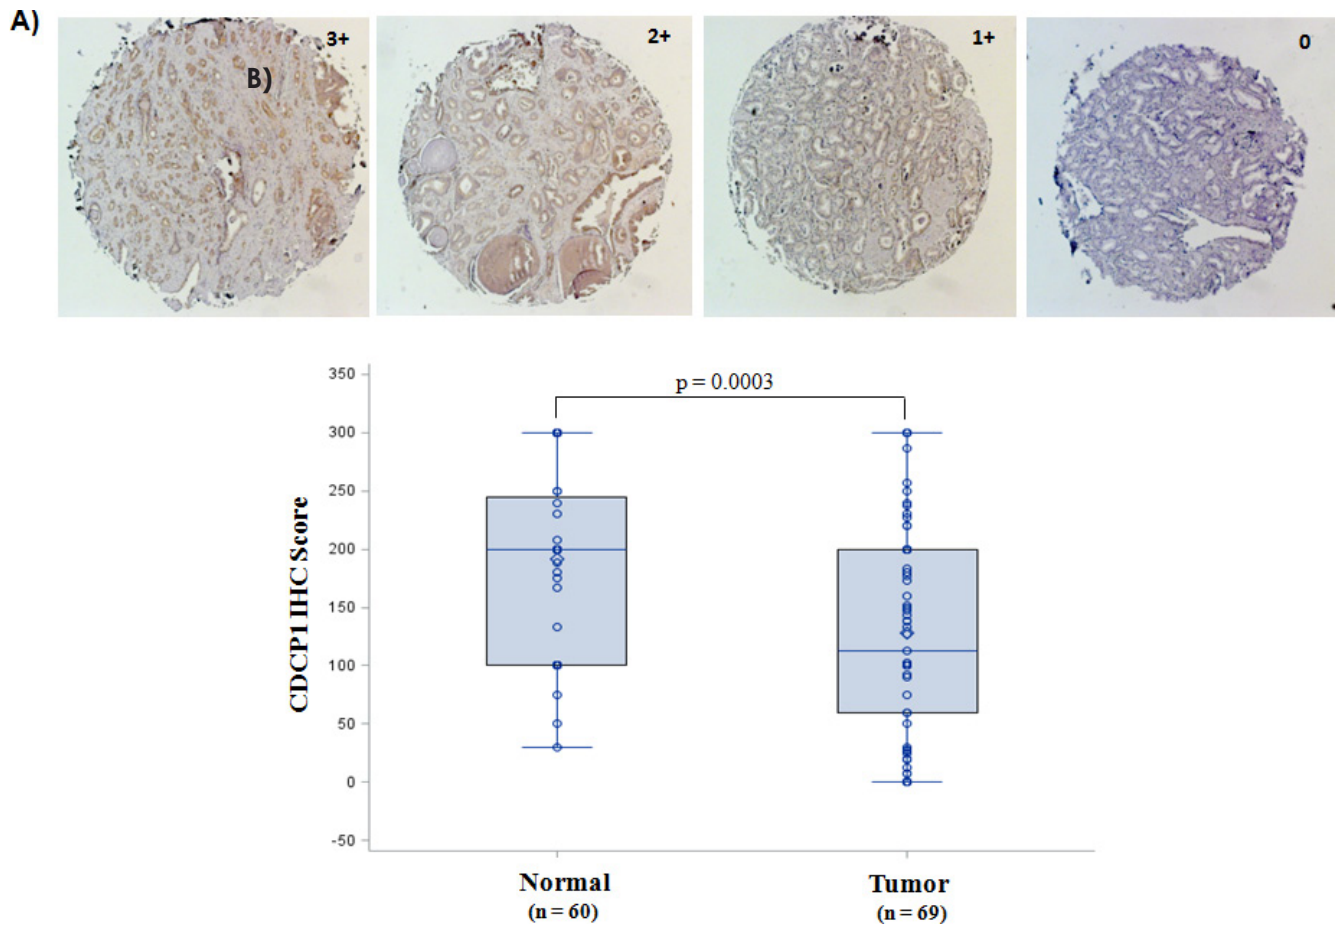 A)
3+
2+
1+
0
B)
p = 0.0003
350
300
250
200
150
100
50
0
-50
CDCP1 IHC Score
Normal
(n = 60)
Tumor
(n = 69)